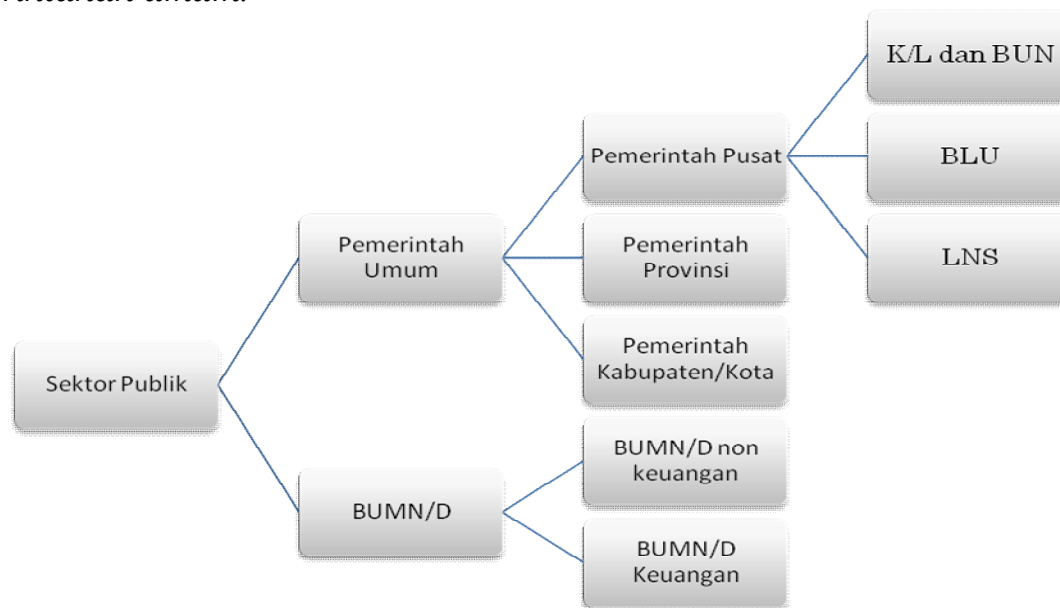 K/L dan BUN
Pemerintah Pusat
BLU
Pemerintah
Umum
Pemerintah
Provinsi
LNS
Sektor Publik
Pemerintah
Kabupaten/Kota
BUMN/D non
keuangan
BUMN/D
BUMN/D
Keuangan